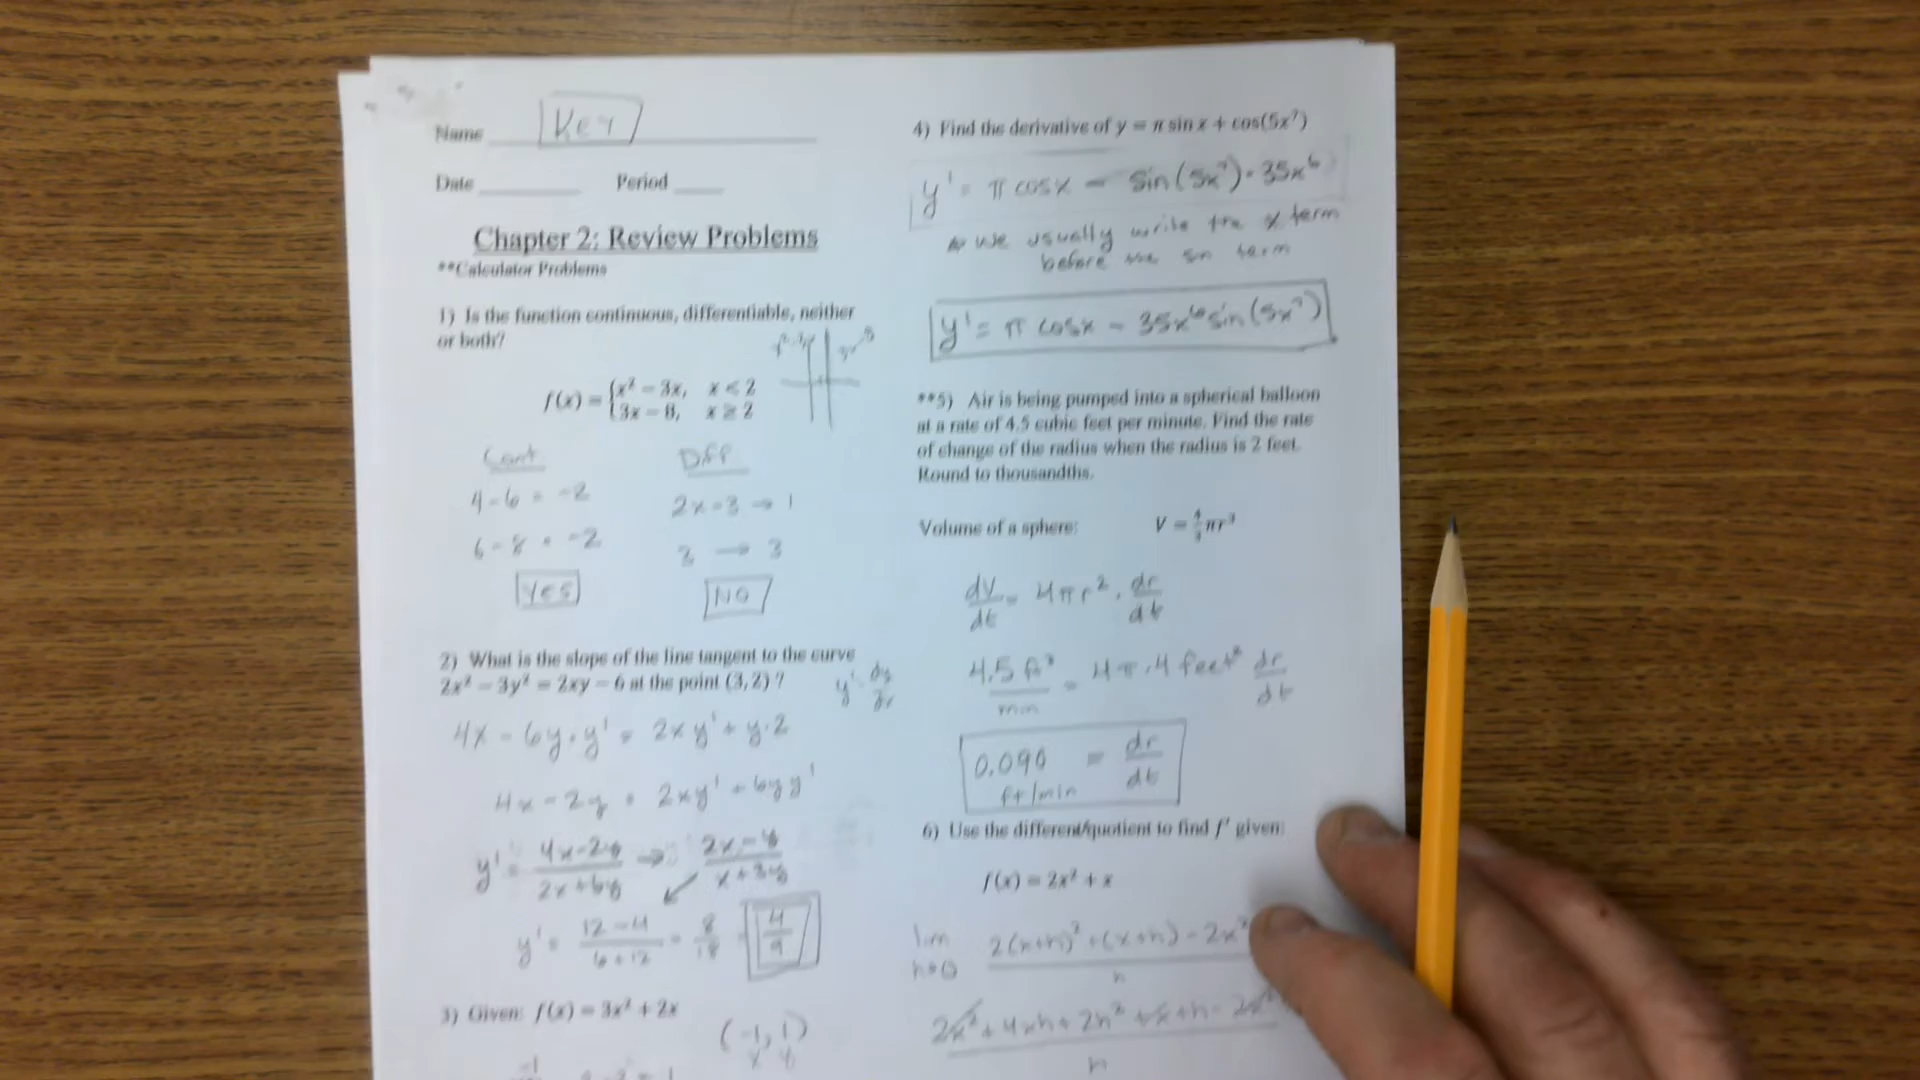 Name KEY
Date Period
Chapter 2: Review Problems
**Calculator Problems
1) Is the function continuous, differentiable, neither
or both?
f(x) = { x² − 3x, x < 2
3x − 8, x ≥ 2
Cont Diff
4 - 6 = -2 2x - 3 → 1
6 - 8 = -2 3 → 3
YES NO
2) What is the slope of the line tangent to the curve
2x² − 3y² = 2xy − 6 at the point (3, 2) ?
y' dy/dx
4x - 6y · y' = 2xy' + y·2
4x - 2y = 2xy' + 6yy'
y' = (4x-2y)/(2x+6y) → (2x-y)/(x+3y)
y' = (12-4)/(6+12) = 8/18 = 4/9
3) Given: f(x) = 3x² + 2x
(-1, 1)
x y
4) Find the derivative of y = π sin x + cos(5x⁷)
y' = π cosx - sin(5x⁷) · 35x⁶
We usually write the x term
before the sin term
y' = π cosx - 35x⁶ sin(5x⁷)
**5) Air is being pumped into a spherical balloon
at a rate of 4.5 cubic feet per minute. Find the rate
of change of the radius when the radius is 2 feet.
Round to thousandths.
Volume of a sphere: V = 4/3 πr³
dV/dt = 4πr² · dr/dt
4.5 ft³/min = 4π · 4 feet² dr/dt
0.090 ft/min = dr/dt
6) Use the different quotient to find f' given:
f(x) = 2x² + x
lim h→0 2(x+h)² + (x+h) - 2x²
h
2x² + 4xh + 2h² + x + h - 2x²
h